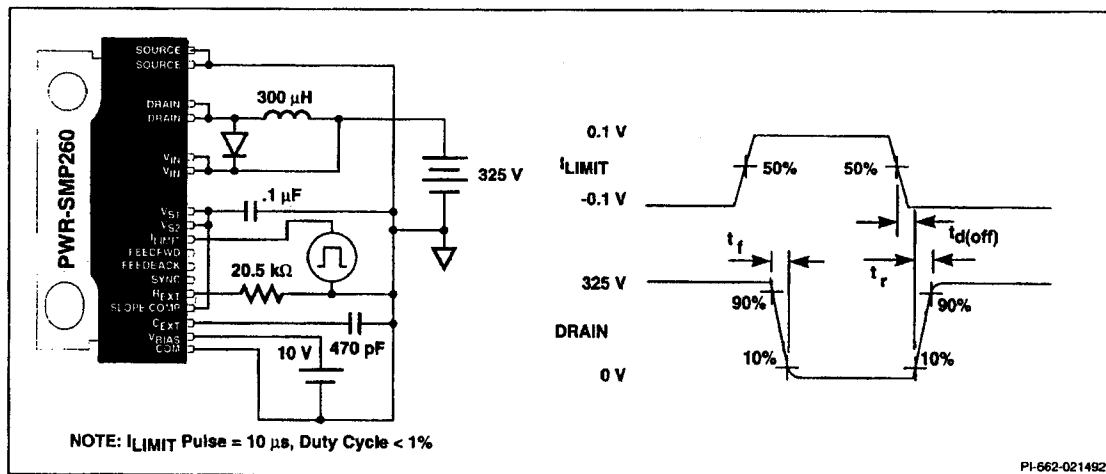 PWR-SMP260
SOURCE
SOURCE
DRAIN
DRAIN
VIN
VIN
VS1
VS2
ILIMIT
FEEDFWD
FEEDBACK
SYNC
REXT
SLOPE COMP
CEXT
VBIAS
COM
300 µH
325 V
.1 µF
20.5 kΩ
470 pF
10 V
NOTE: ILIMIT Pulse = 10 µs, Duty Cycle < 1%
0.1 V
ILIMIT
-0.1 V
50%
50%
td(off)
tf
tr
325 V
90%
90%
DRAIN
10%
10%
0 V
PI-662-021492